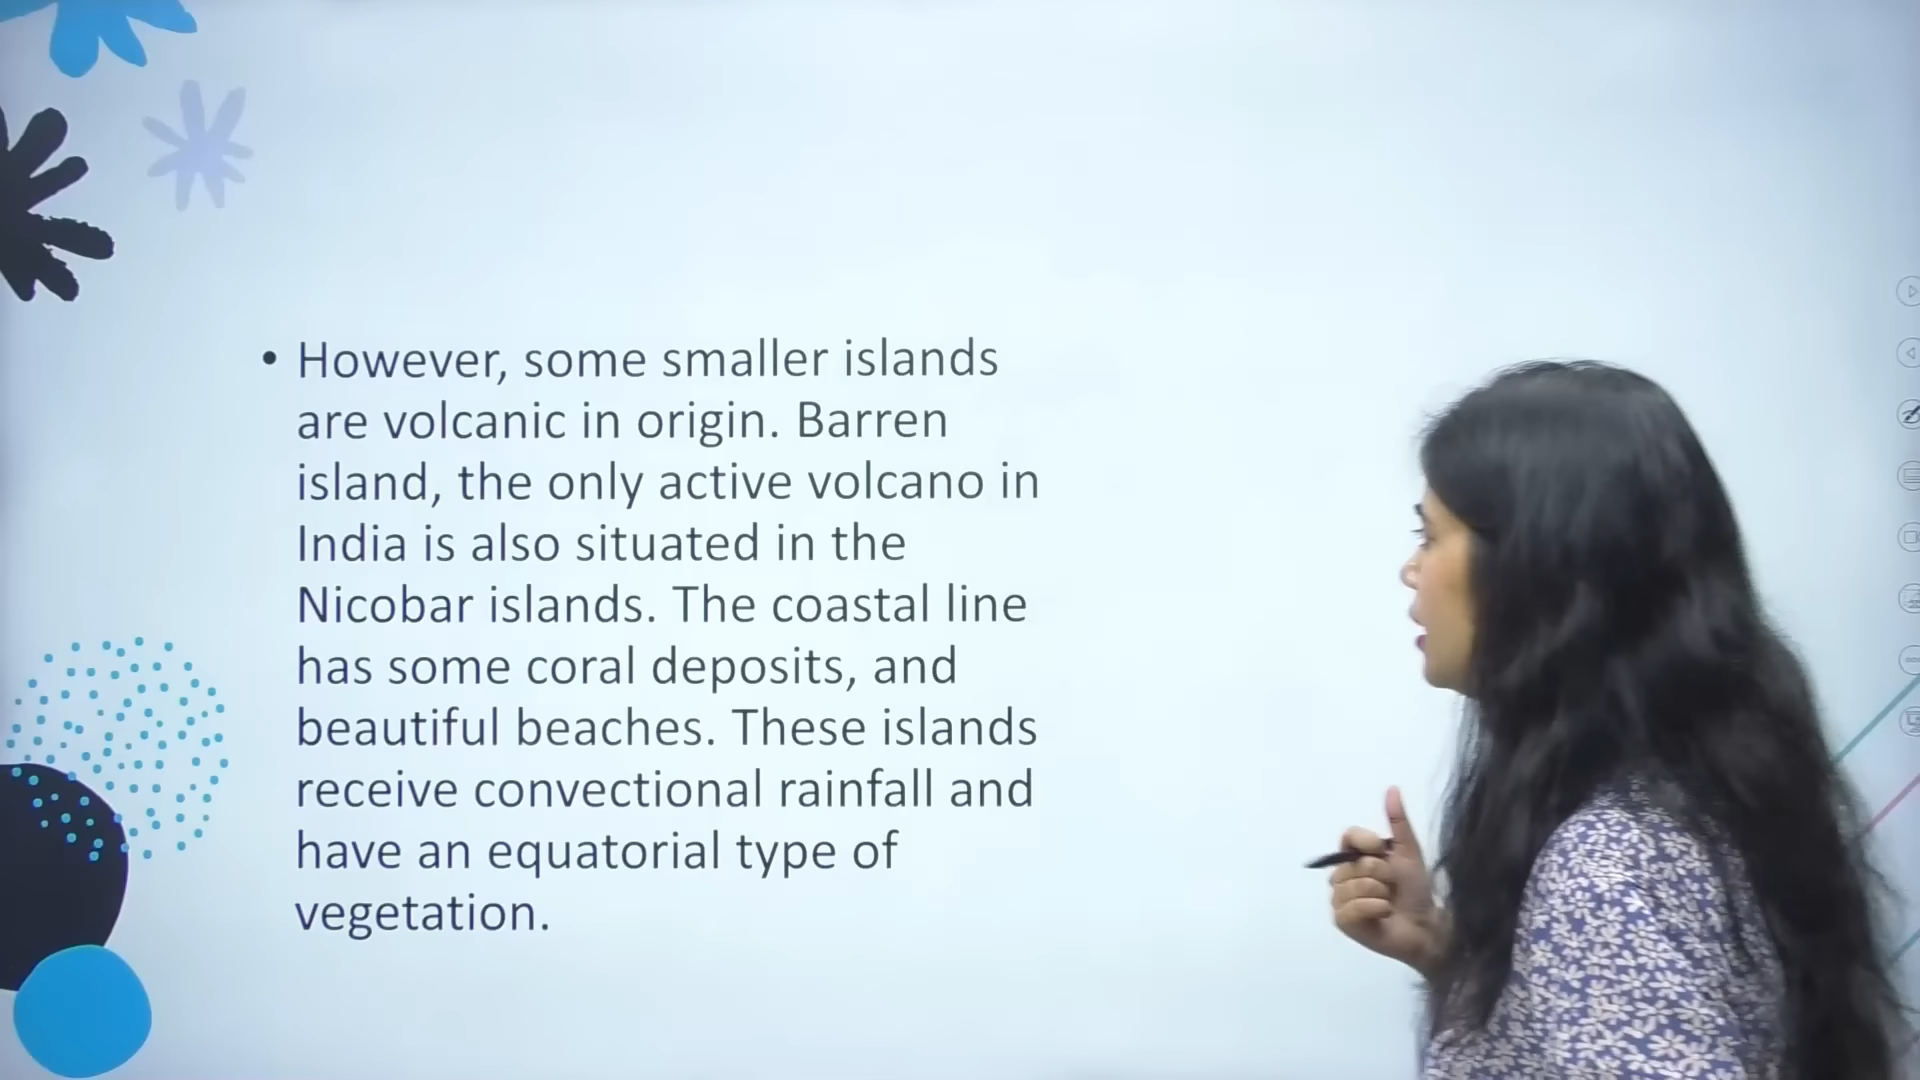 • However, some smaller islands
are volcanic in origin. Barren
island, the only active volcano in
India is also situated in the
Nicobar islands. The coastal line
has some coral deposits, and
beautiful beaches. These islands
receive convectional rainfall and
have an equatorial type of
vegetation.